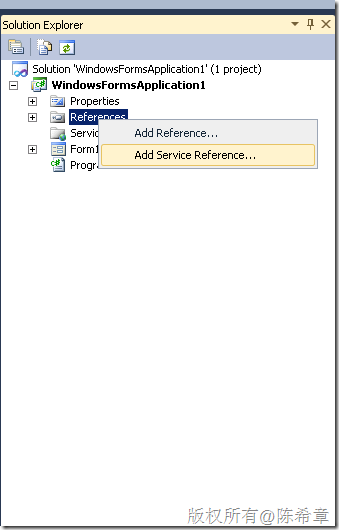 Solution Explorer
Solution 'WindowsFormsApplication1' (1 project)
WindowsFormsApplication1
Properties
References
Add Reference...
Servic
Add Service Reference...
Form1
Progra
版权所有@陈希章